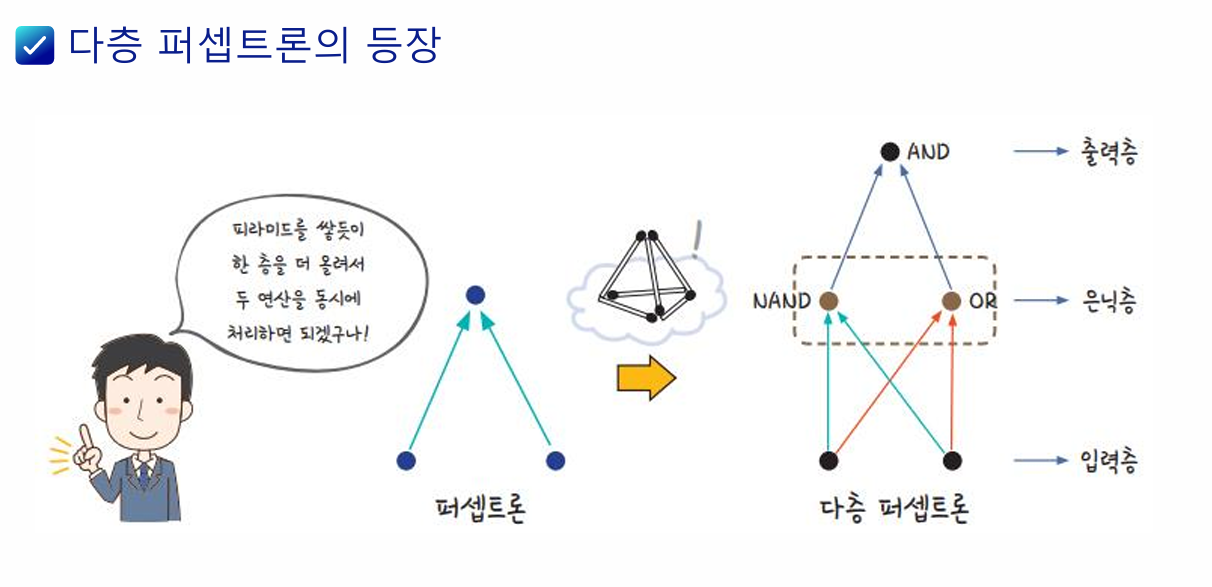 다층 퍼셉트론의 등장
피라미드를 쌓듯이
한 층을 더 올려서
두 연산을 동시에
처리하면 되겠구나!
퍼셉트론
AND
출력층
NAND
OR
은닉층
입력층
다층 퍼셉트론